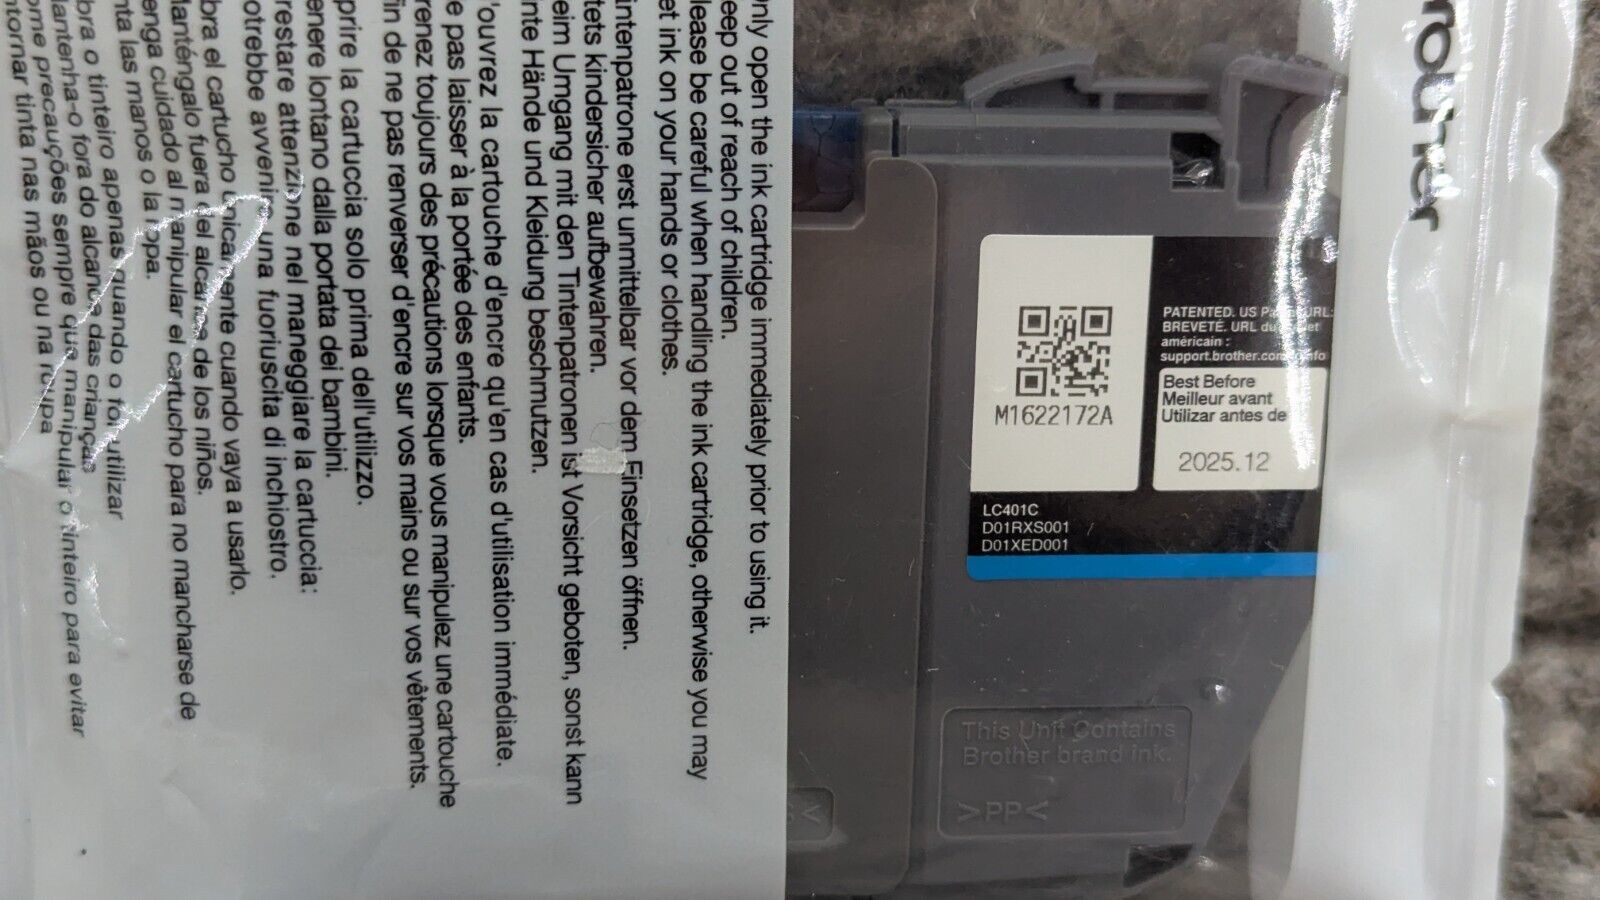 only open the ink cartridge immediately prior to using it.
eep out of reach of children.
lease be careful when handling the ink cartridge, otherwise you may
et ink on your hands or clothes.
intenpatrone erst unmittelbar vor dem Einsetzen öffnen.
tets kindersicher aufbewahren.
eim Umgang mit den Tintenpatronen ist Vorsicht geboten, sonst kann
inte Hände und Kleidung beschmutzen.
'ouvrez la cartouche d'encre qu'en cas d'utilisation immédiate.
e pas laisser à la portée des enfants.
renez toujours des précautions lorsque vous manipulez une cartouche
fin de ne pas renverser d'encre sur vos mains ou sur vos vêtements.
prire la cartuccia solo prima dell'utilizzo.
enere lontano dalla portata dei bambini.
restare attenzione nel maneggiare la cartuccia:
otrebbe avvenire una fuoriuscita di inchiostro.
bra el cartucho únicamente cuando vaya a usarlo.
lanténgalo fuera del alcance de los niños.
enga cuidado al manipular el cartucho para no mancharse de
nta las manos o la ropa.
bra o tinteiro apenas quando o for utilizar
lantenha-o fora do alcance das crianças
ome precauções sempre que manipular o tinteiro para evitar
ntornar tinta nas mãos ou na roupa
brother
M1622172A
PATENTED. US URL:
BREVETÉ. URL du
américain :
support.brother.com
Best Before
Meilleur avant
Utilizar antes de
2025.12
LC401C
D01RXS001
D01XED001
This Unit Contains
Brother brand ink.
>PP<